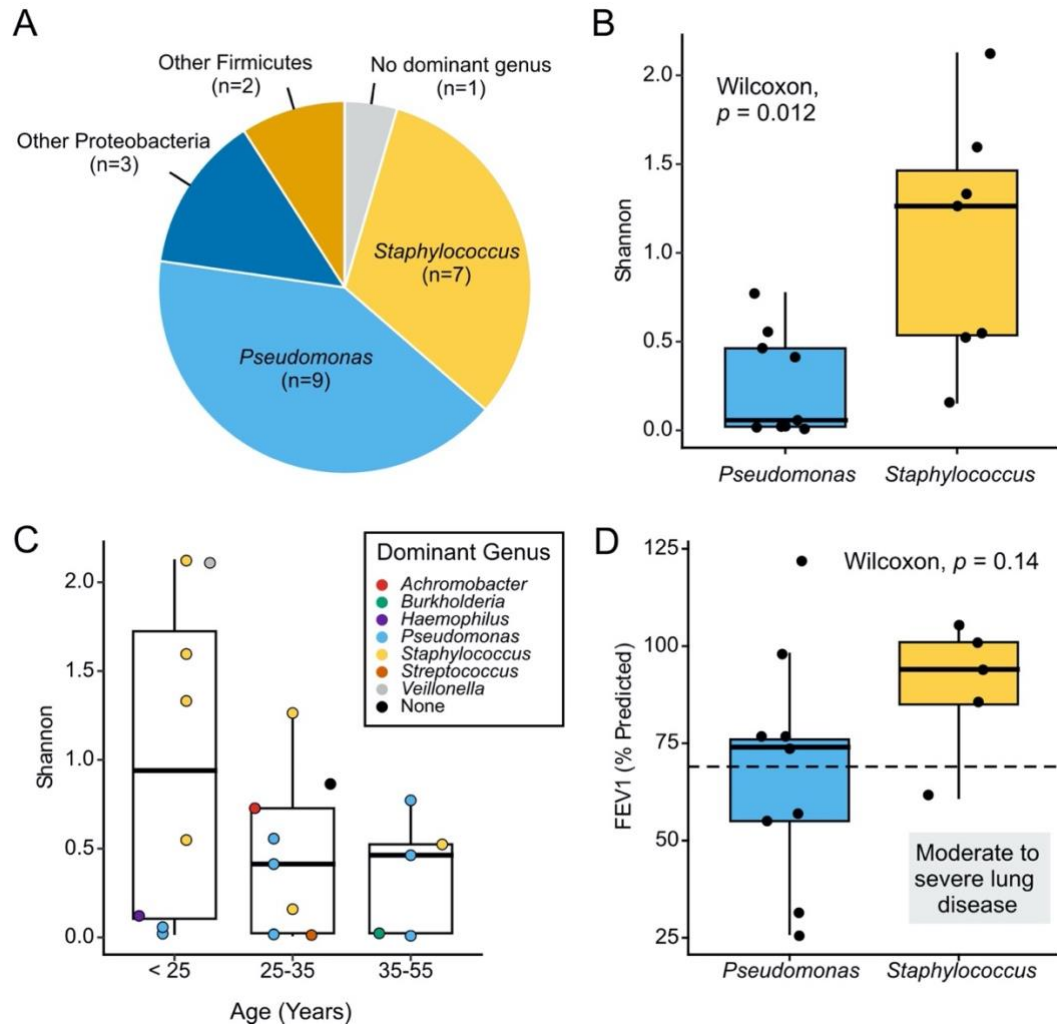 A
Other Firmicutes
(n=2)
No dominant genus
(n=1)
Other Proteobacteria
(n=3)
Staphylococcus
(n=7)
Pseudomonas
(n=9)
B
Wilcoxon,
p = 0.012
Shannon
2.0
1.5
1.0
0.5
0.0
Pseudomonas
Staphylococcus
C
Shannon
2.0
1.5
1.0
0.5
0.0
Dominant Genus
Achromobacter
Burkholderia
Haemophilus
Pseudomonas
Staphylococcus
Streptococcus
Veillonella
None
< 25
25-35
35-55
Age (Years)
D
Wilcoxon, p = 0.14
FEV1 (% Predicted)
125
100
75
50
25
Moderate to
severe lung
disease
Pseudomonas
Staphylococcus